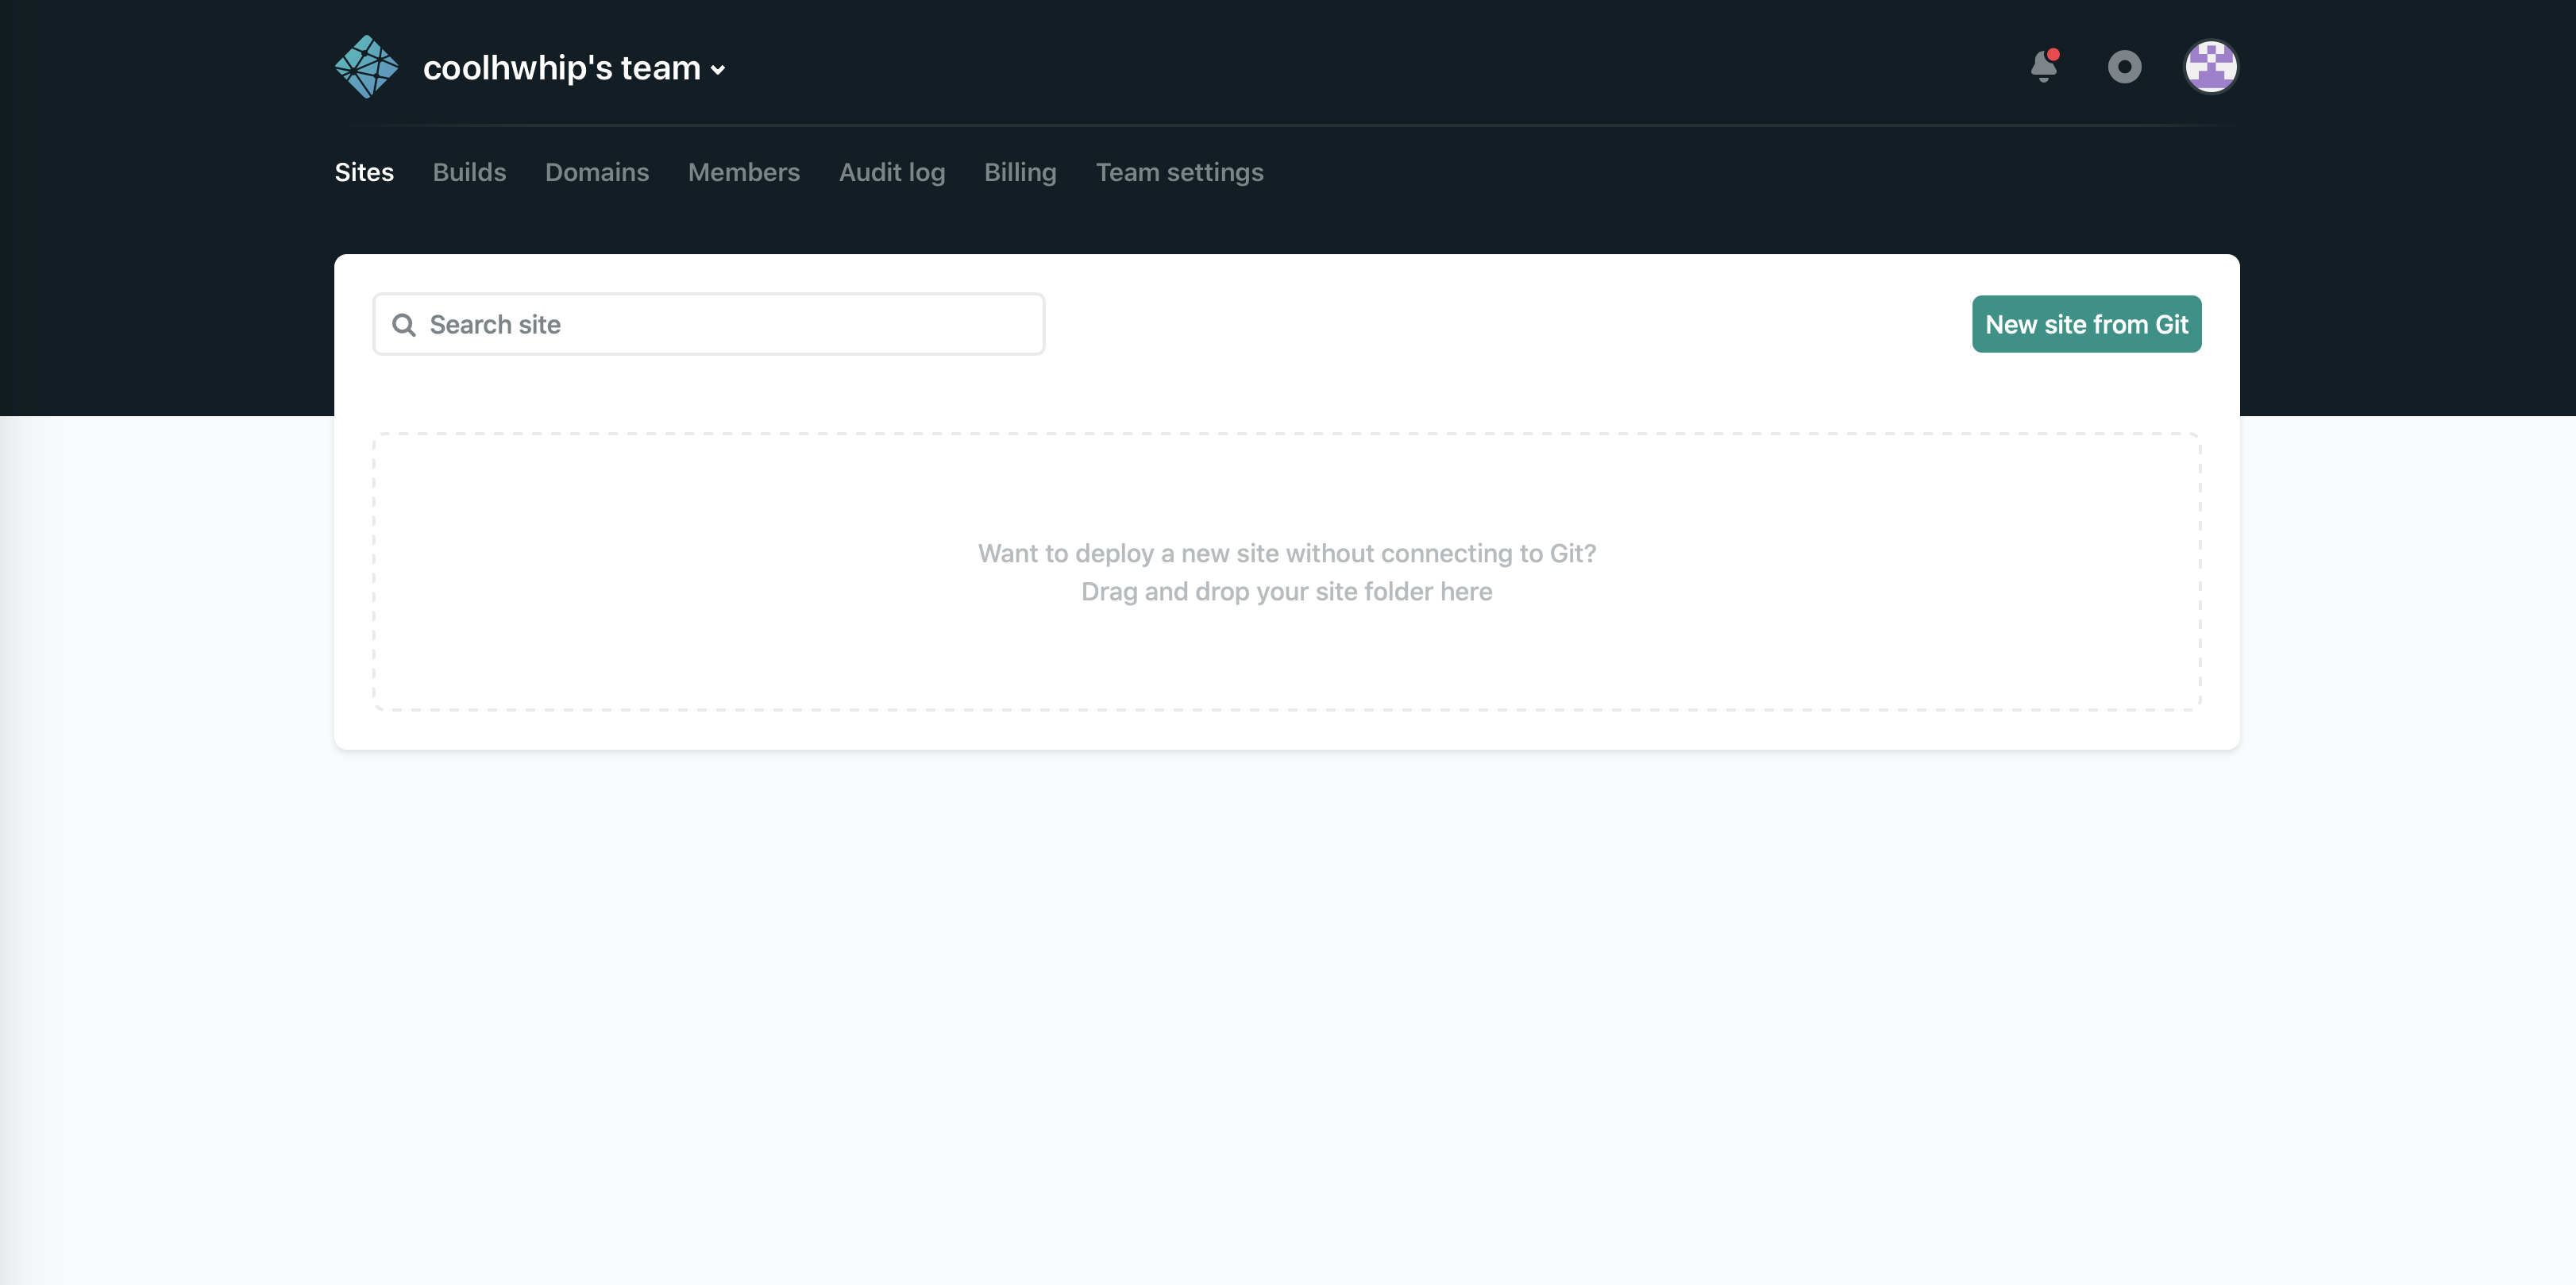 coolhwhip's team
Sites Builds Domains Members Audit log Billing Team settings
Search site
New site from Git
Want to deploy a new site without connecting to Git?
Drag and drop your site folder here